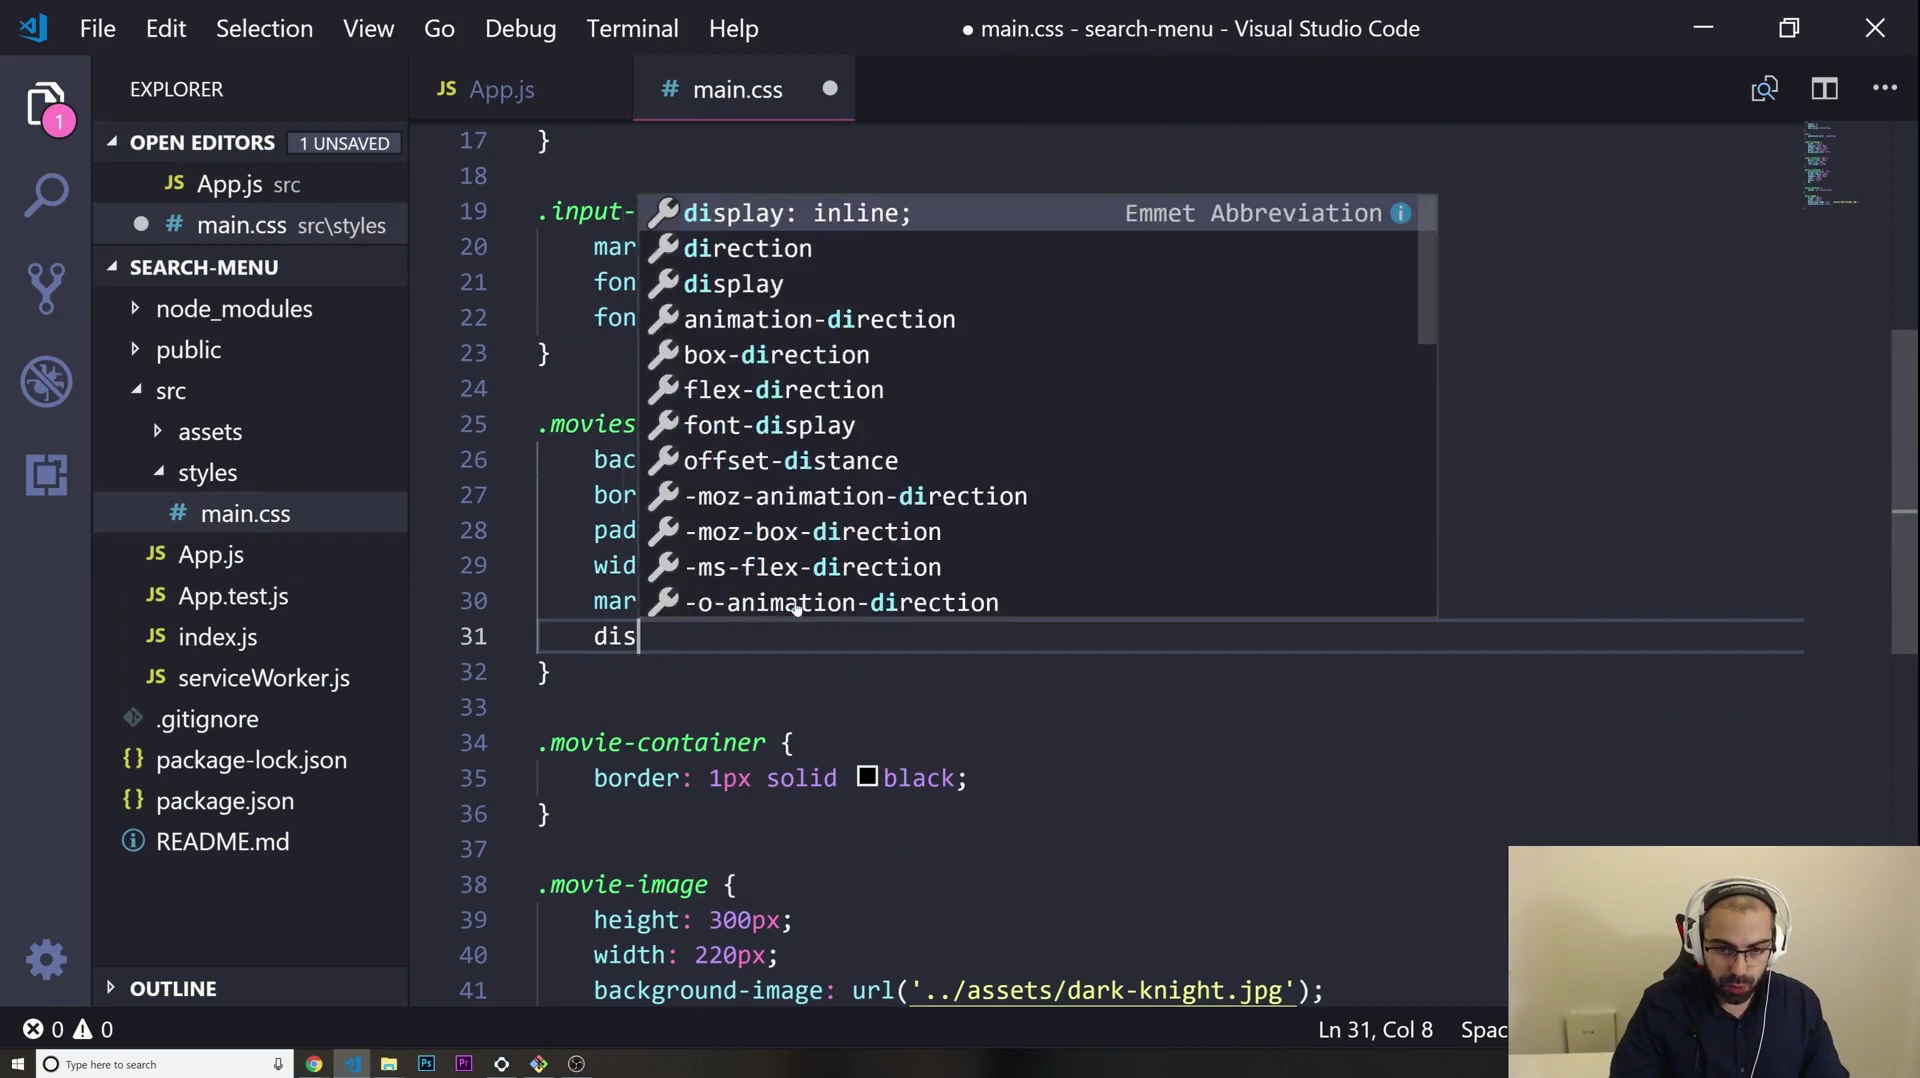 File Edit Selection View Go Debug Terminal Help
● main.css - search-menu - Visual Studio Code
EXPLORER
1
OPEN EDITORS 1 UNSAVED
JS App.js src
# main.css src\styles
SEARCH-MENU
node_modules
public
src
assets
styles
# main.css
JS App.js
JS App.test.js
JS index.js
JS serviceWorker.js
.gitignore
{} package-lock.json
{} package.json
README.md
OUTLINE
JS App.js
# main.css
17 }
18
19 .input-
20 mar
21 fon
22 fon
23 }
24
25 .movies
26 bac
27 bor
28 pad
29 wid
30 mar
31 dis
32 }
33
34 .movie-container {
35 border: 1px solid black;
36 }
37
38 .movie-image {
39 height: 300px;
40 width: 220px;
41 background-image: url('../assets/dark-knight.jpg');
display: inline; Emmet Abbreviation
direction
display
animation-direction
box-direction
flex-direction
font-display
offset-distance
-moz-animation-direction
-moz-box-direction
-ms-flex-direction
-o-animation-direction
0 0
Ln 31, Col 8 Spac
Type here to search
Ps
Pr